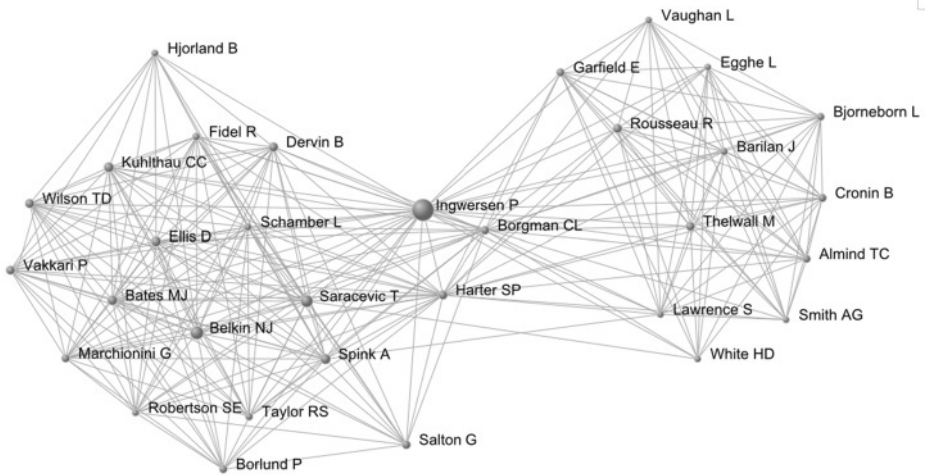 Vaughan L
Hjorland B
Garfield E
Egghe L
Bjorneborn L
Fidel R
Dervin B
Rousseau R
Barilan J
Kuhlthau CC
Wilson TD
Ingwersen P
Cronin B
Schamber L
Borgman CL
Thelwall M
Ellis D
Almind TC
Vakkari P
Bates MJ
Saracevic T
Harter SP
Lawrence S
Smith AG
Belkin NJ
Marchionini G
Spink A
White HD
Robertson SE
Taylor RS
Salton G
Borlund P